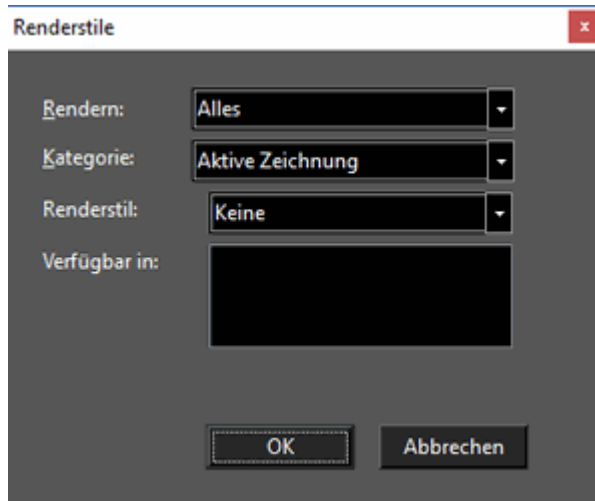 Renderstile
x
Rendern: Alles
Kategorie: Aktive Zeichnung
Renderstil: Keine
Verfügbar in:
OK Abbrechen